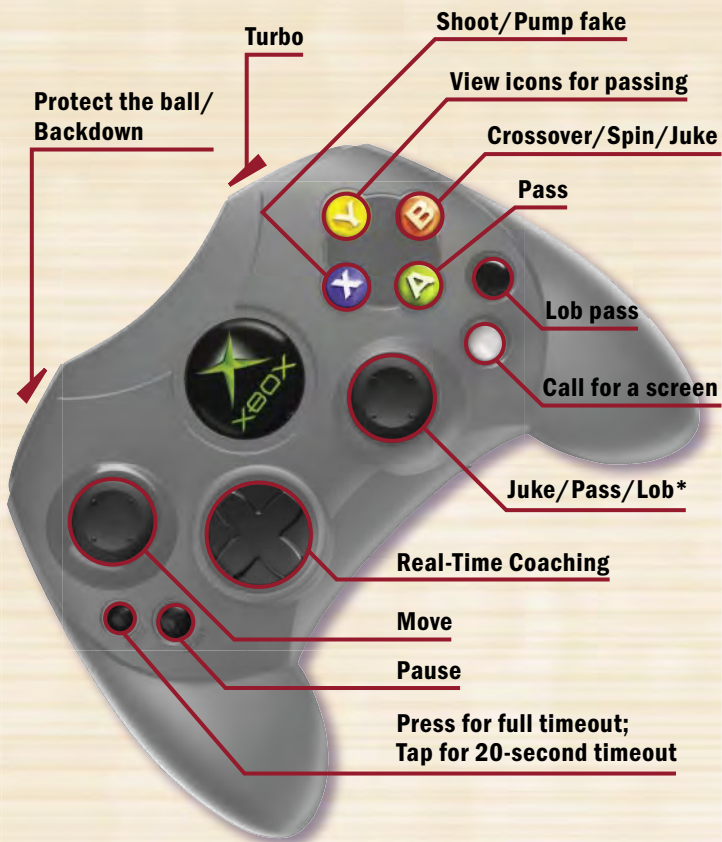 Shoot/Pump fake
Turbo
View icons for passing
Protect the ball/
Backdown
Crossover/Spin/Juke
Pass
Y
B
X
A
Lob pass
XBOX
Call for a screen
Juke/Pass/Lob*
Real-Time Coaching
Move
Pause
Press for full timeout;
Tap for 20-second timeout